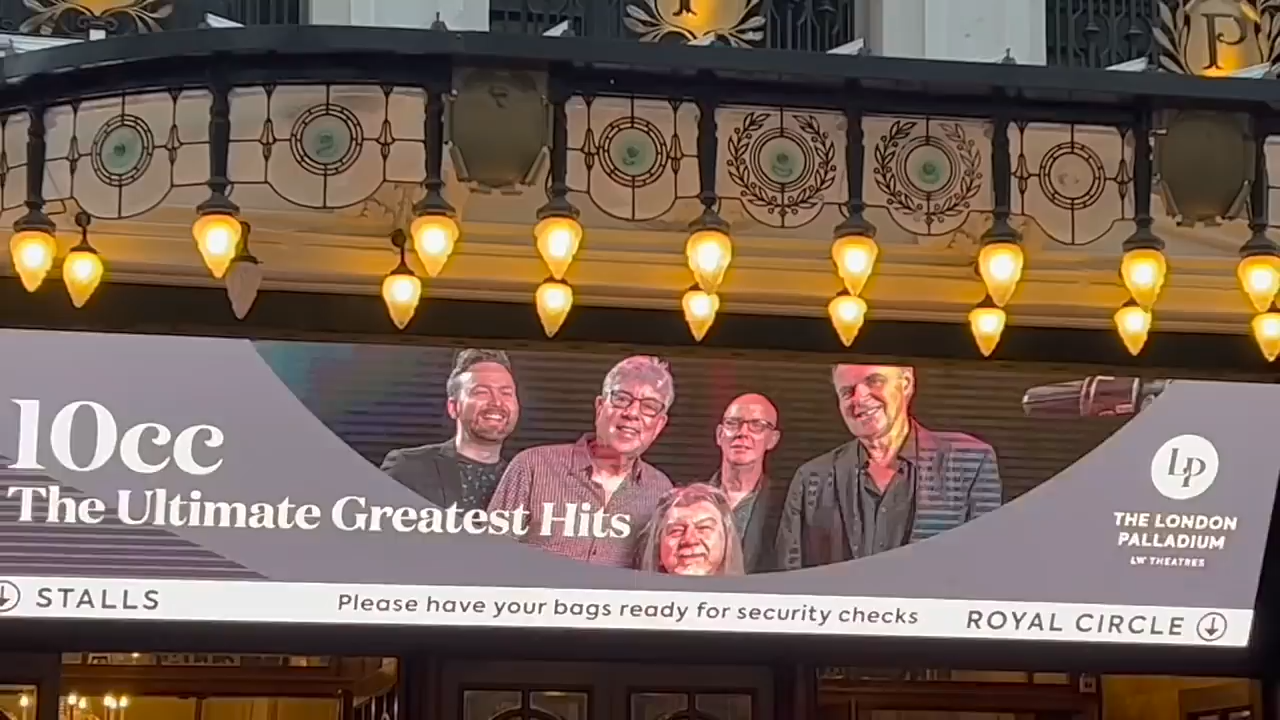 P
10cc
The Ultimate Greatest Hits
LP
THE LONDON
PALLADIUM
LW THEATRES
STALLS
Please have your bags ready for security checks
ROYAL CIRCLE